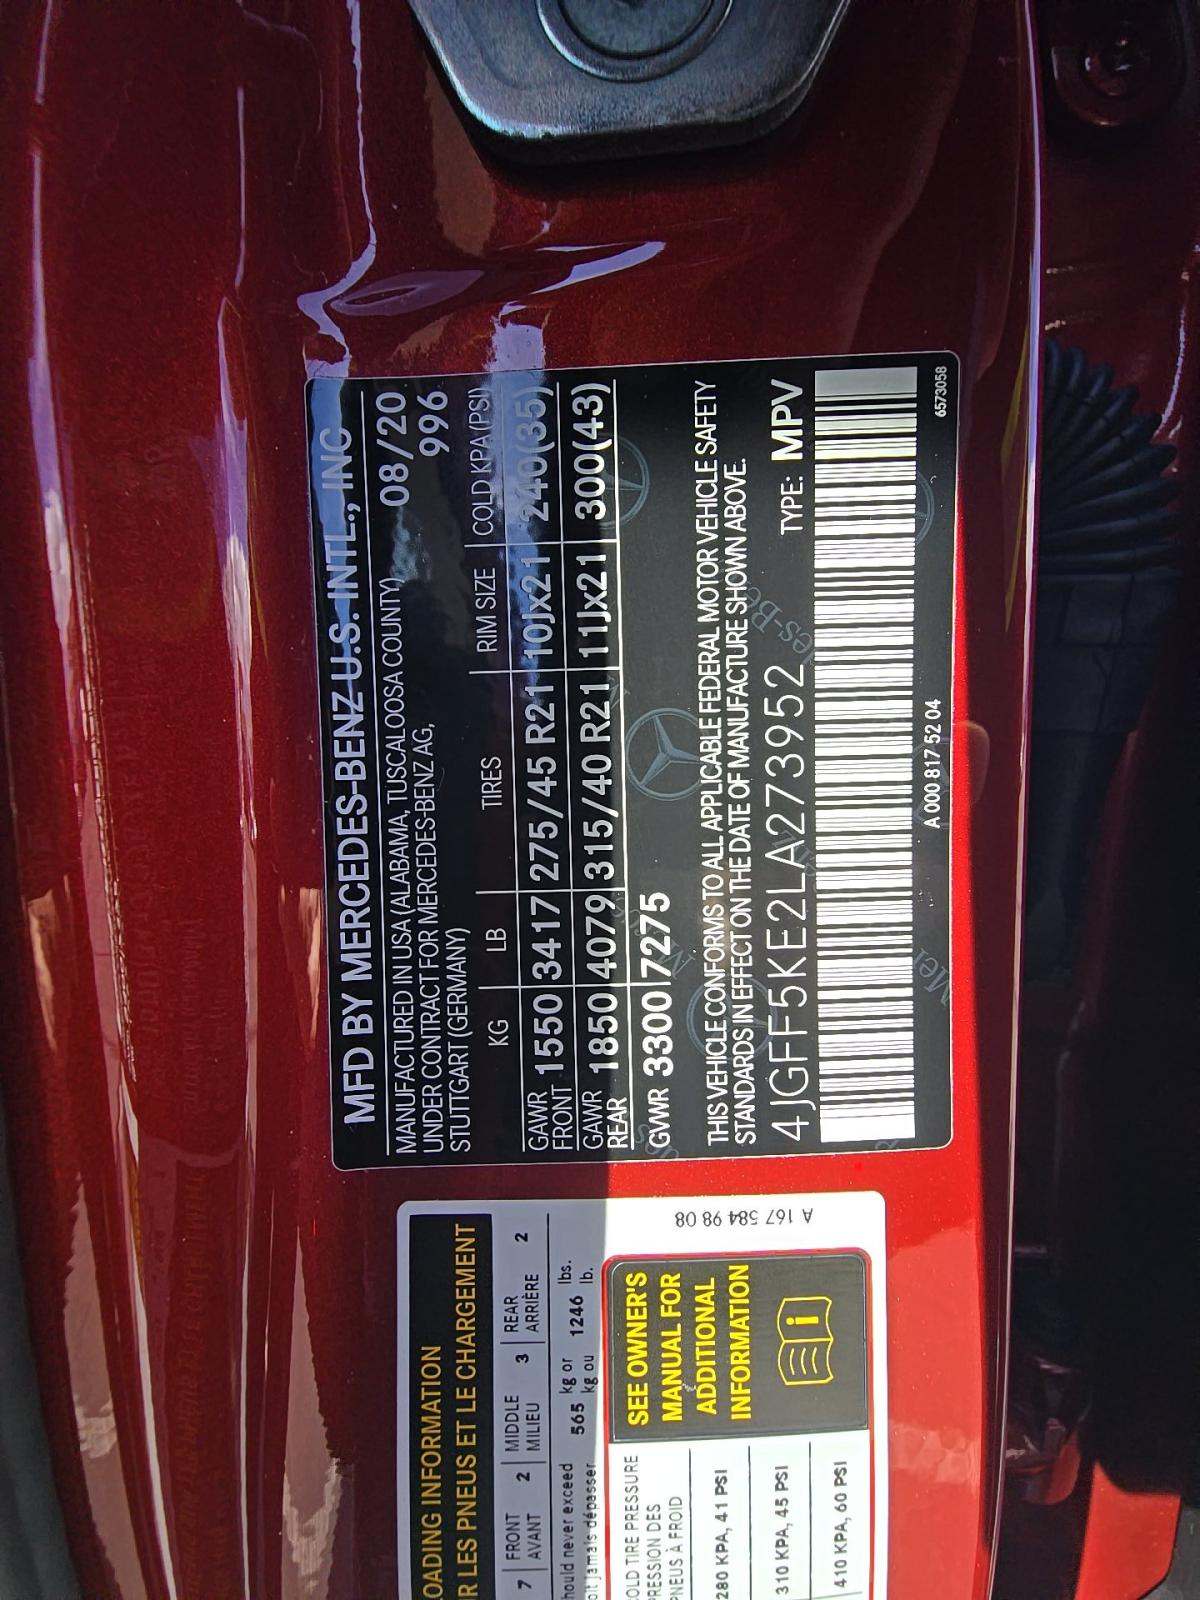 MFD BY MERCEDES-BENZ U.S. INTL., INC
MANUFACTURED IN USA (ALABAMA, TUSCALOOSA COUNTY) 08/20
UNDER CONTRACT FOR MERCEDES-BENZ AG, 996
STUTTGART (GERMANY)
KG LB TIRES RIM SIZE COLD KPA (PSI)
GAWR FRONT 1550 3417 275/45 R21 10Jx21 240(35)
GAWR REAR 1850 4079 315/40 R21 11Jx21 300(43)
GVWR 3300 7275
THIS VEHICLE CONFORMS TO ALL APPLICABLE FEDERAL MOTOR VEHICLE SAFETY
STANDARDS IN EFFECT ON THE DATE OF MANUFACTURE SHOWN ABOVE.
4JGFF5KE2LA273952 TYPE: MPV
A 000 817 52 04 6573058
OADING INFORMATION
R LES PNEUS ET LE CHARGEMENT
7 FRONT 2 MIDDLE 3 REAR 2
AVANT MILIEU ARRIÈRE
hould never exceed 565 kg or 1246 lbs.
oit jamais dépasser kg ou lb.
OLD TIRE PRESSURE
PRESSION DES
PNEUS À FROID
280 KPA, 41 PSI
310 KPA, 45 PSI
410 KPA, 60 PSI
SEE OWNER'S
MANUAL FOR
ADDITIONAL
INFORMATION
i
A 167 584 98 08